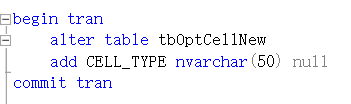 begin tran
alter table tbOptCellNew
add CELL_TYPE nvarchar(50) null
commit tran